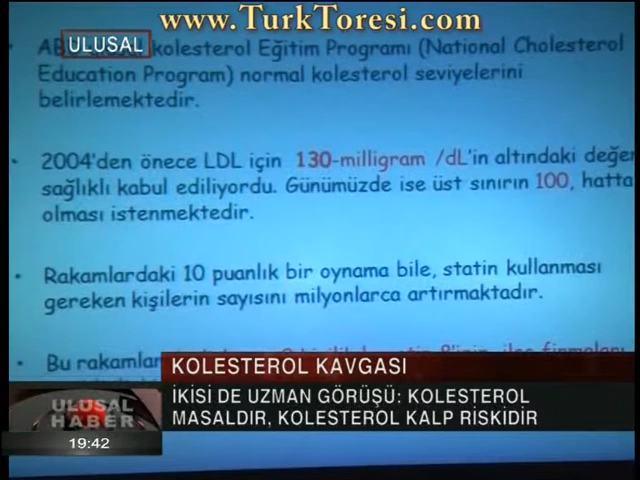 www.TurkToresi.com
ULUSAL
AB kolesterol Eğitim Programı (National Cholesterol
Education Program) normal kolesterol seviyelerini
belirlemektedir.
2004'den önece LDL için 130-milligram /dL'in altındaki değer
sağlıklı kabul ediliyordu. Günümüzde ise üst sınırın 100, hatta
olması istenmektedir.
Rakamlardaki 10 puanlık bir oynama bile, statin kullanması
gereken kişilerin sayısını milyonlarca artırmaktadır.
Bu rakamlar
KOLESTEROL KAVGASI
İKİSİ DE UZMAN GÖRÜŞÜ: KOLESTEROL
MASALDIR, KOLESTEROL KALP RİSKİDİR
ULUSAL
HABER
19:42